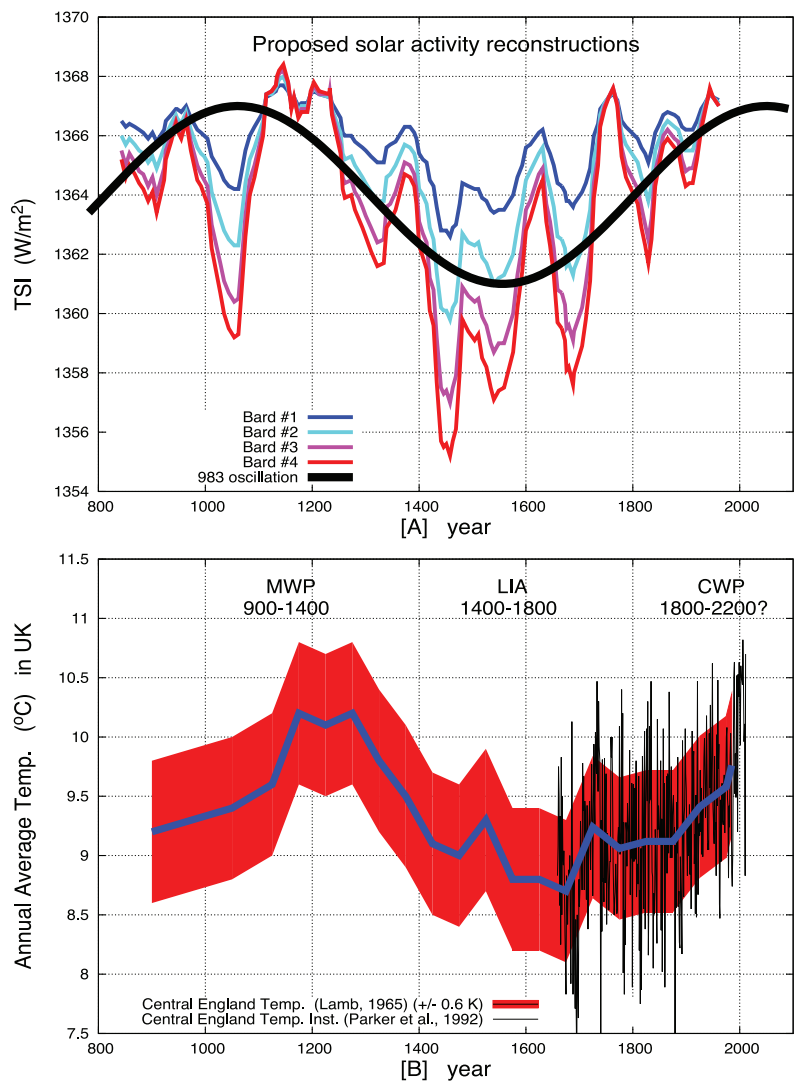 Proposed solar activity reconstructions
TSI (W/m²)
1370
1368
1366
1364
1362
1360
1358
1356
1354
Bard #1
Bard #2
Bard #3
Bard #4
983 oscillation
800 1000 1200 1400 1600 1800 2000
[A] year
Annual Average Temp. (ºC) in UK
11.5
11
10.5
10
9.5
9
8.5
8
7.5
MWP LIA CWP
900-1400 1400-1800 1800-2200?
Central England Temp. (Lamb, 1965) (+/- 0.6 K)
Central England Temp. Inst. (Parker et al., 1992)
800 1000 1200 1400 1600 1800 2000
[B] year